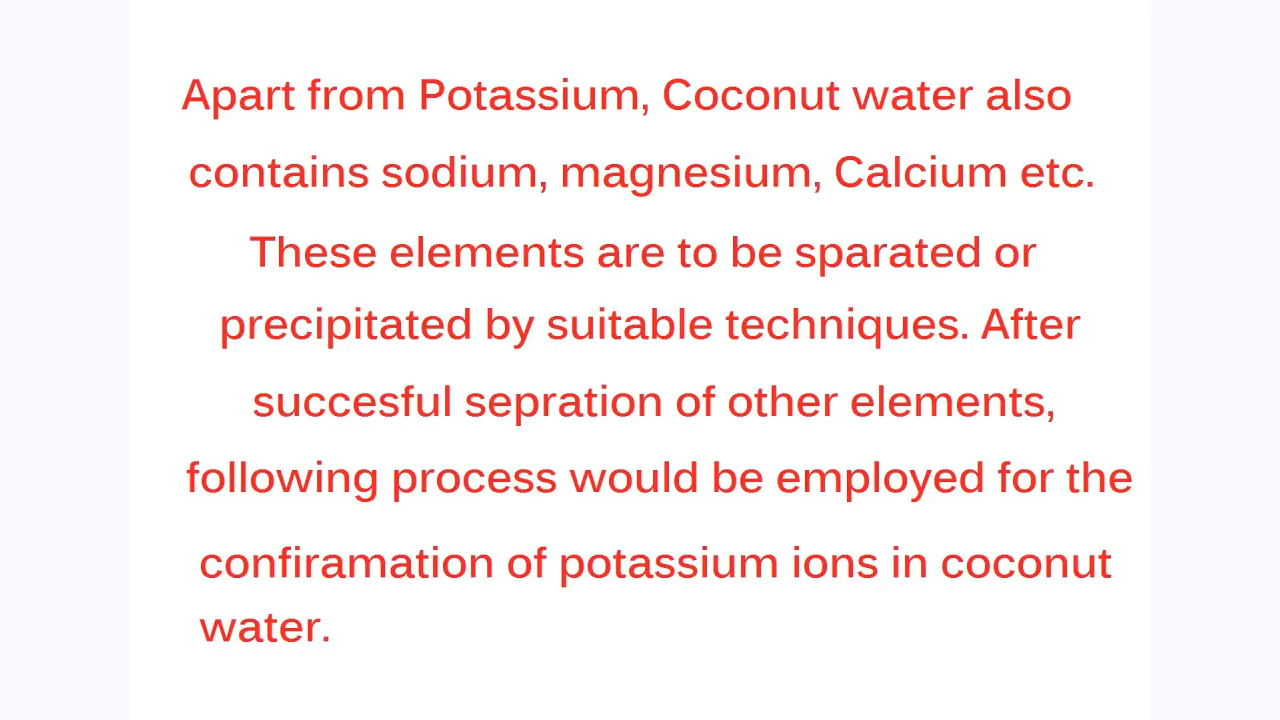 Apart from Potassium, Coconut water also
contains sodium, magnesium, Calcium etc.
These elements are to be sparated or
precipitated by suitable techniques. After
succesful sepration of other elements,
following process would be employed for the
confiramation of potassium ions in coconut
water.